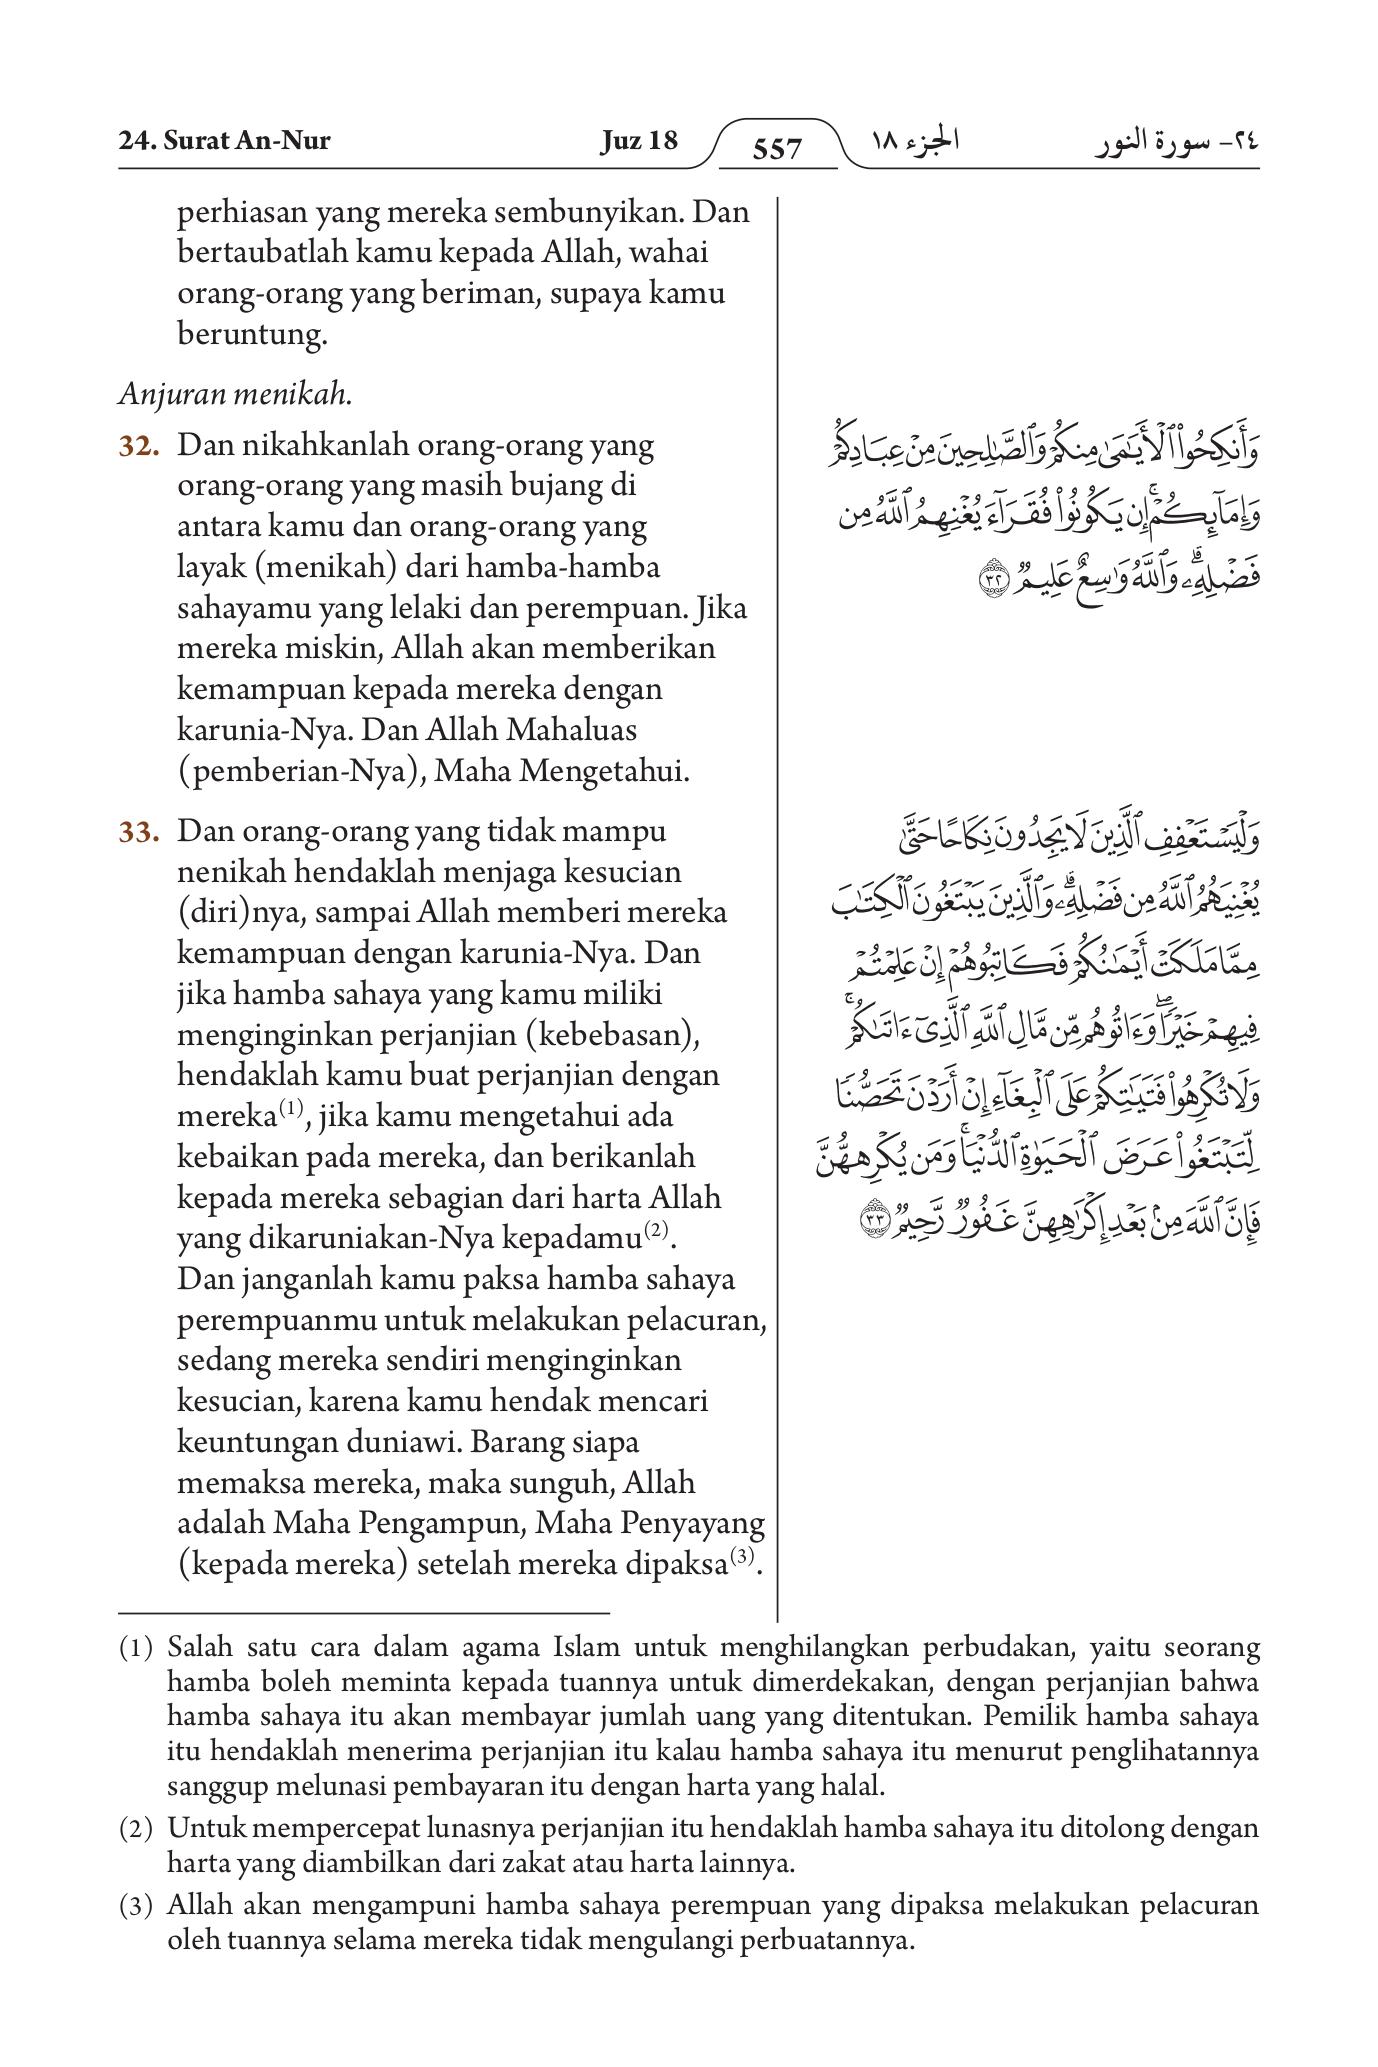 24. Surat An-Nur
Juz 18
557
الجزء ١٨
٢٤– سورة النور
perhiasan yang mereka sembunyikan. Dan
bertaubatlah kamu kepada Allah, wahai
orang-orang yang beriman, supaya kamu
beruntung.
Anjuran menikah.
32. Dan nikahkanlah orang-orang yang
orang-orang yang masih bujang di
antara kamu dan orang-orang yang
layak (menikah) dari hamba-hamba
sahayamu yang lelaki dan perempuan. Jika
mereka miskin, Allah akan memberikan
kemampuan kepada mereka dengan
karunia-Nya. Dan Allah Mahaluas
(pemberian-Nya), Maha Mengetahui.
وَأَنكِحُوا۟ ٱلْأَيَـٰمَىٰ مِنكُمْ وَٱلصَّـٰلِحِينَ مِنْ عِبَادِكُمْ
وَإِمَآئِكُمْ ۚ إِن يَكُونُوا۟ فُقَرَآءَ يُغْنِهِمُ ٱللَّهُ مِن
فَضْلِهِۦ ۗ وَٱللَّهُ وَٰسِعٌ عَلِيمٌ ٣٢
33. Dan orang-orang yang tidak mampu
nenikah hendaklah menjaga kesucian
(diri)nya, sampai Allah memberi mereka
kemampuan dengan karunia-Nya. Dan
jika hamba sahaya yang kamu miliki
menginginkan perjanjian (kebebasan),
hendaklah kamu buat perjanjian dengan
mereka(1), jika kamu mengetahui ada
kebaikan pada mereka, dan berikanlah
kepada mereka sebagian dari harta Allah
yang dikaruniakan-Nya kepadamu(2).
Dan janganlah kamu paksa hamba sahaya
perempuanmu untuk melakukan pelacuran,
sedang mereka sendiri menginginkan
kesucian, karena kamu hendak mencari
keuntungan duniawi. Barang siapa
memaksa mereka, maka sunguh, Allah
adalah Maha Pengampun, Maha Penyayang
(kepada mereka) setelah mereka dipaksa(3).
وَلْيَسْتَعْفِفِ ٱلَّذِينَ لَا يَجِدُونَ نِكَاحًا حَتَّىٰ
يُغْنِيَهُمُ ٱللَّهُ مِن فَضْلِهِۦ ۗ وَٱلَّذِينَ يَبْتَغُونَ ٱلْكِتَـٰبَ
مِمَّا مَلَكَتْ أَيْمَـٰنُكُمْ فَكَاتِبُوهُمْ إِنْ عَلِمْتُمْ
فِيهِمْ خَيْرًا ۖ وَءَاتُوهُم مِّن مَّالِ ٱللَّهِ ٱلَّذِىٓ ءَاتَىٰكُمْ ۚ
وَلَا تُكْرِهُوا۟ فَتَيَـٰتِكُمْ عَلَى ٱلْبِغَآءِ إِنْ أَرَدْنَ تَحَصُّنًا
لِّتَبْتَغُوا۟ عَرَضَ ٱلْحَيَوٰةِ ٱلدُّنْيَا ۚ وَمَن يُكْرِههُّنَّ
فَإِنَّ ٱللَّهَ مِنۢ بَعْدِ إِكْرَٰهِهِنَّ غَفُورٌ رَّحِيمٌ ٣٣
(1) Salah satu cara dalam agama Islam untuk menghilangkan perbudakan, yaitu seorang
hamba boleh meminta kepada tuannya untuk dimerdekakan, dengan perjanjian bahwa
hamba sahaya itu akan membayar jumlah uang yang ditentukan. Pemilik hamba sahaya
itu hendaklah menerima perjanjian itu kalau hamba sahaya itu menurut penglihatannya
sanggup melunasi pembayaran itu dengan harta yang halal.
(2) Untuk mempercepat lunasnya perjanjian itu hendaklah hamba sahaya itu ditolong dengan
harta yang diambilkan dari zakat atau harta lainnya.
(3) Allah akan mengampuni hamba sahaya perempuan yang dipaksa melakukan pelacuran
oleh tuannya selama mereka tidak mengulangi perbuatannya.